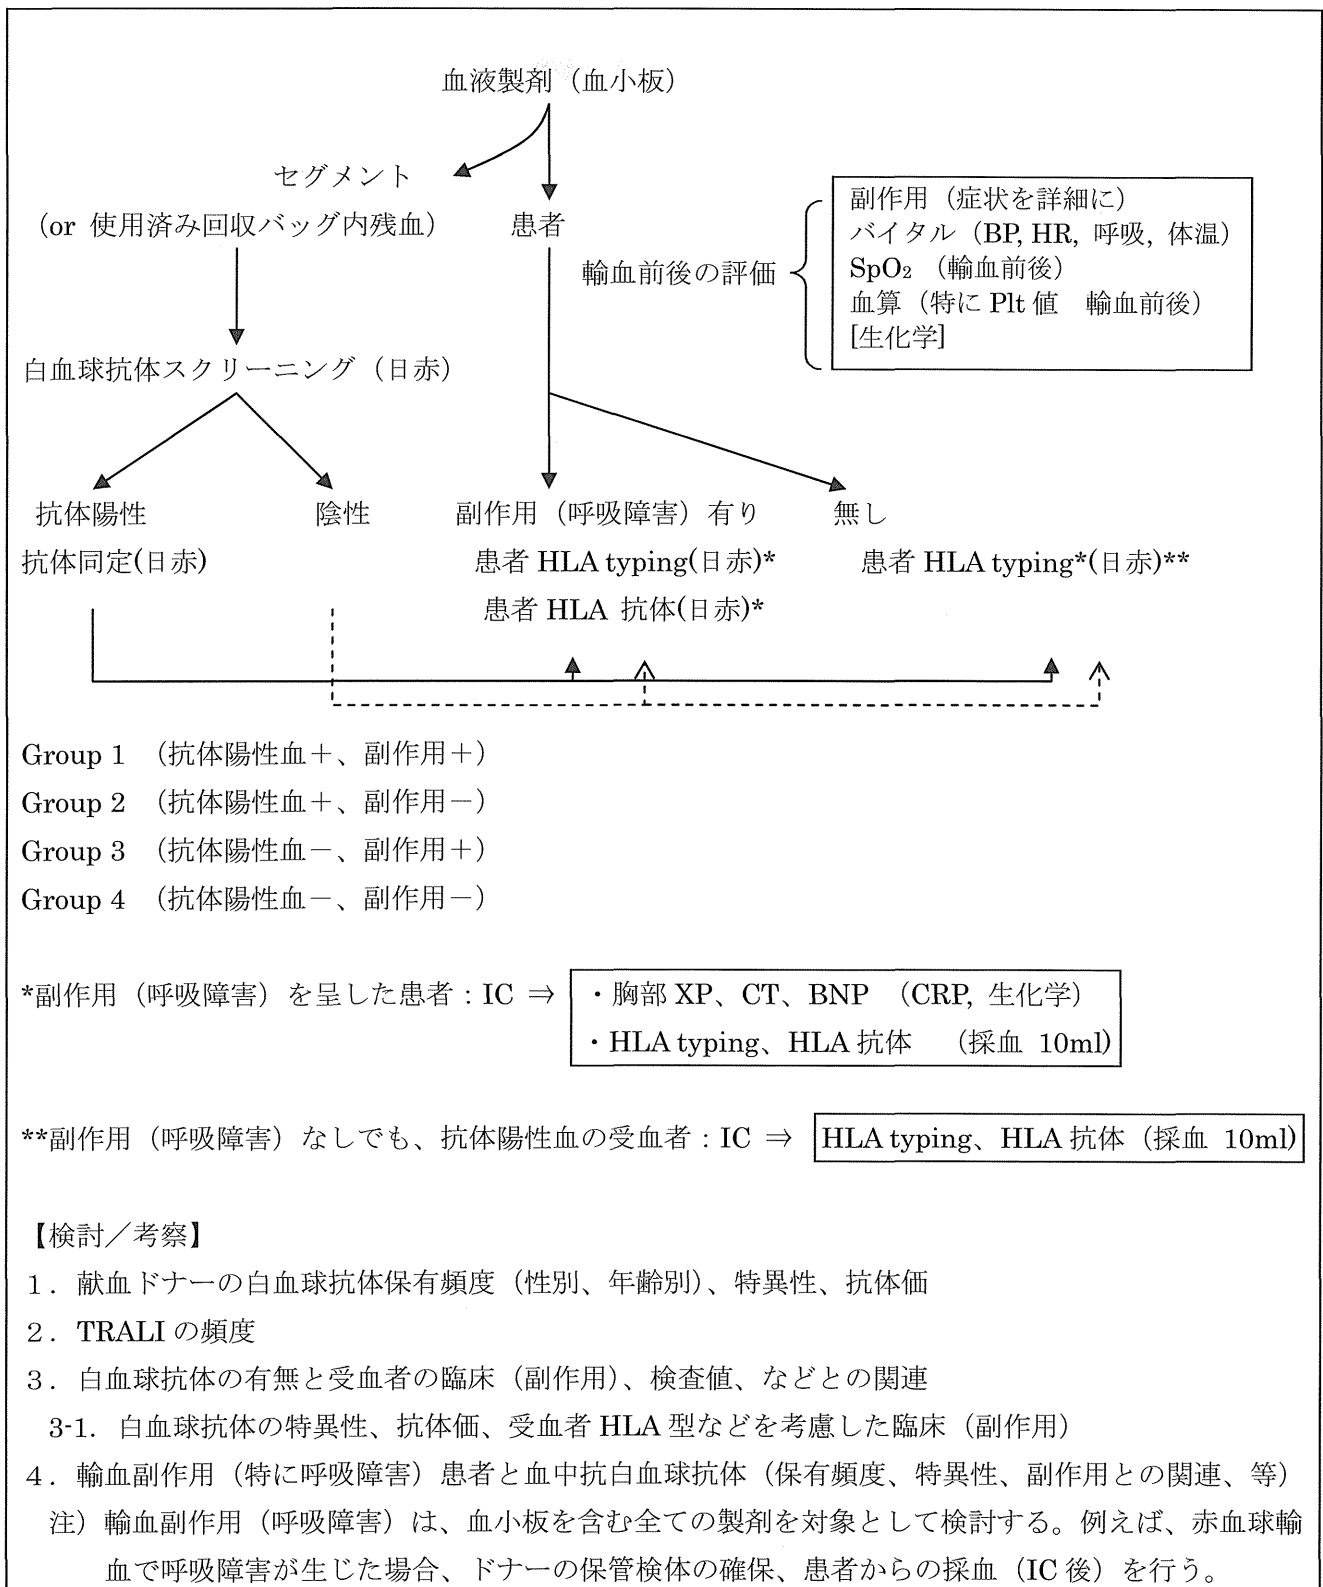 血液製剤（血小板）
セグメント
（or 使用済み回収バッグ内残血）
患者
輸血前後の評価
副作用（症状を詳細に）
バイタル（BP, HR, 呼吸, 体温）
SpO₂ （輸血前後）
血算（特に Plt 値　輸血前後）
[生化学]
白血球抗体スクリーニング（日赤）
抗体陽性
陰性
副作用（呼吸障害）有り
無し
抗体同定(日赤)
患者 HLA typing(日赤)*
患者 HLA typing*(日赤)**
患者 HLA 抗体(日赤)*
Group 1 （抗体陽性血＋、副作用＋）
Group 2 （抗体陽性血＋、副作用－）
Group 3 （抗体陽性血－、副作用＋）
Group 4 （抗体陽性血－、副作用－）
*副作用（呼吸障害）を呈した患者：IC ⇒
・胸部 XP、CT、BNP （CRP, 生化学）
・HLA typing、HLA 抗体　（採血 10ml)
**副作用（呼吸障害）なしでも、抗体陽性血の受血者：IC ⇒ HLA typing、HLA 抗体（採血 10ml)
【検討／考察】
１．献血ドナーの白血球抗体保有頻度（性別、年齢別）、特異性、抗体価
２．TRALI の頻度
３．白血球抗体の有無と受血者の臨床（副作用）、検査値、などとの関連
3-1．白血球抗体の特異性、抗体価、受血者 HLA 型などを考慮した臨床（副作用）
４．輸血副作用（特に呼吸障害）患者と血中抗白血球抗体（保有頻度、特異性、副作用との関連、等）
注）輸血副作用（呼吸障害）は、血小板を含む全ての製剤を対象として検討する。例えば、赤血球輸
血で呼吸障害が生じた場合、ドナーの保管検体の確保、患者からの採血（IC 後）を行う。